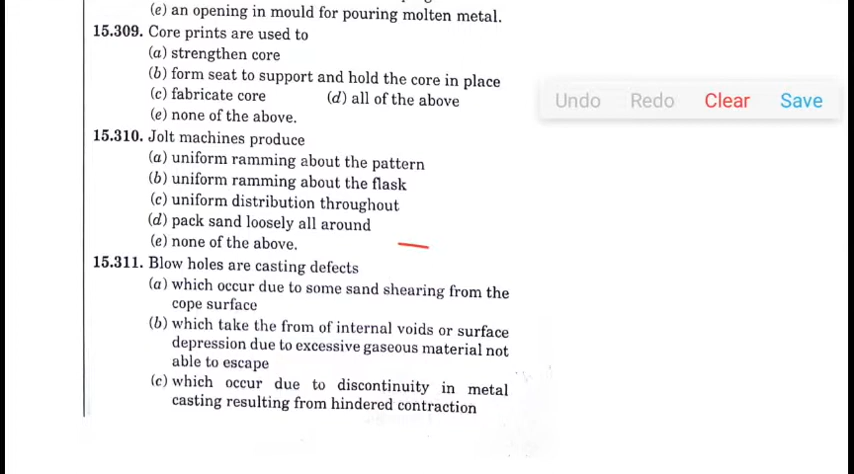 (e) an opening in mould for pouring molten metal.
15.309. Core prints are used to
(a) strengthen core
(b) form seat to support and hold the core in place
(c) fabricate core (d) all of the above
(e) none of the above.
15.310. Jolt machines produce
(a) uniform ramming about the pattern
(b) uniform ramming about the flask
(c) uniform distribution throughout
(d) pack sand loosely all around
(e) none of the above.
15.311. Blow holes are casting defects
(a) which occur due to some sand shearing from the
cope surface
(b) which take the from of internal voids or surface
depression due to excessive gaseous material not
able to escape
(c) which occur due to discontinuity in metal
casting resulting from hindered contraction
Undo Redo Clear Save